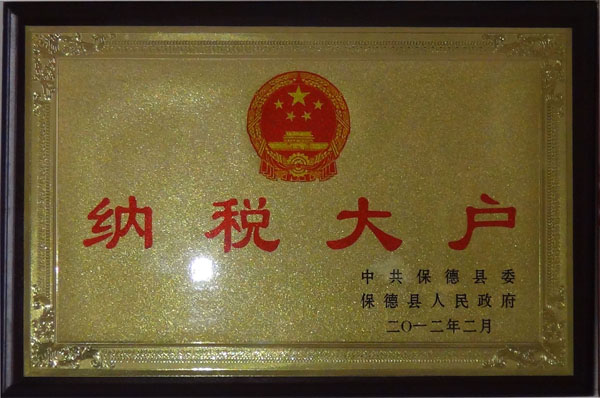 纳税大户
中共保德县委
保德县人民政府
二〇一二年二月